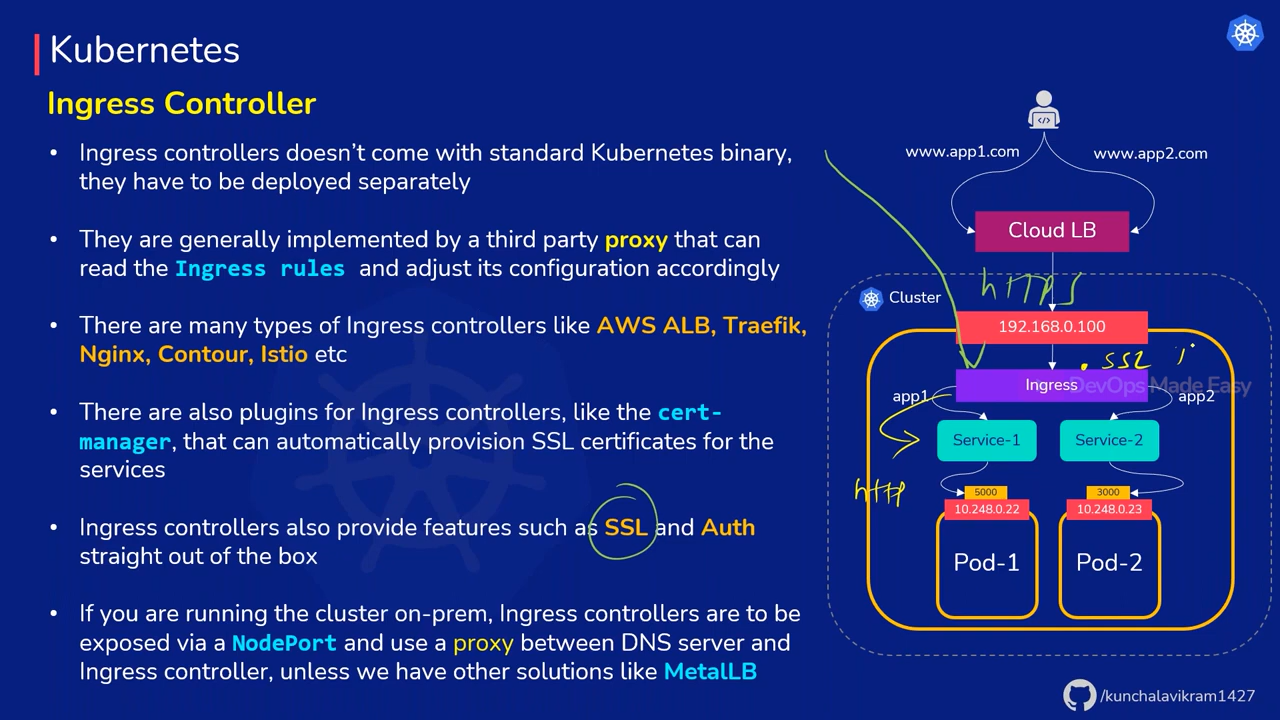 Kubernetes
Ingress Controller
• Ingress controllers doesn't come with standard Kubernetes binary,
they have to be deployed separately
• They are generally implemented by a third party proxy that can
read the Ingress rules and adjust its configuration accordingly
• There are many types of Ingress controllers like AWS ALB, Traefik,
Nginx, Contour, Istio etc
• There are also plugins for Ingress controllers, like the cert-
manager, that can automatically provision SSL certificates for the
services
• Ingress controllers also provide features such as SSL and Auth
straight out of the box
• If you are running the cluster on-prem, Ingress controllers are to be
exposed via a NodePort and use a proxy between DNS server and
Ingress controller, unless we have other solutions like MetalLB
www.app1.com
www.app2.com
Cloud LB
https
Cluster
192.168.0.100
SSL
Ingress
DevOps Made Easy
app1
app2
Service-1
Service-2
http
5000
3000
10.248.0.22
10.248.0.23
Pod-1
Pod-2
/kunchalavikram1427